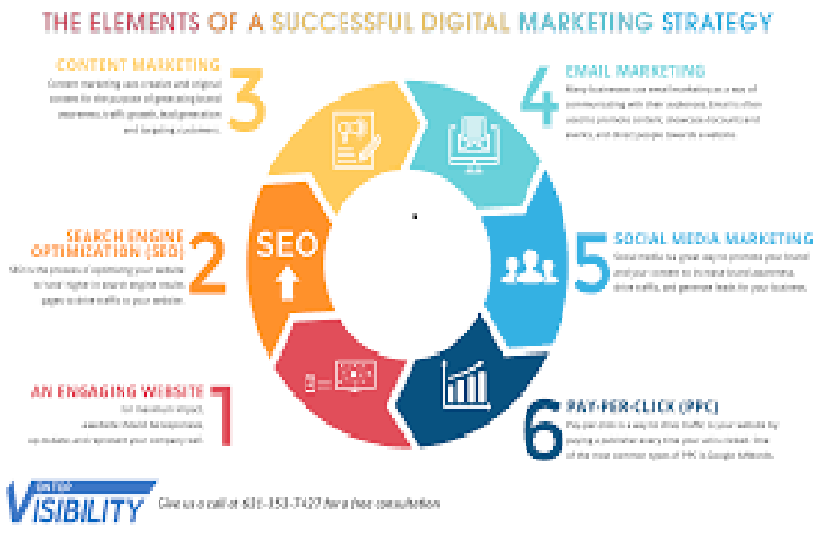 THE ELEMENTS OF A SUCCESSFUL DIGITAL MARKETING STRATEGY
CONTENT MARKETING
Content marketing uses creative and original
content for the purpose of generating brand
awareness, traffic growth, lead generation
and targeting customers.
3
4
EMAIL MARKETING
Many businesses use email marketing as a way of
communicating with their audiences. Email is often
used to promote content, showcase discounts and
events, and direct people towards a website.
SEARCH ENGINE
OPTIMIZATION (SEO)
SEO is the process of optimizing your website
to rank higher in search engine results
pages to drive traffic to your website.
2
SEO
5
SOCIAL MEDIA MARKETING
Social media is a great way to promote your brand
and your content to increase brand awareness,
drive traffic, and generate leads for your business.
AN ENGAGING WEBSITE
for maximum impact,
a website should be responsive,
up-to-date and represent your company well.
1
6
PAY-PER-CLICK (PPC)
Pay-per-click is a way to drive traffic to your website by
paying a publisher every time your ad is clicked. One
of the most common types of PPC is Google AdWords.
VISIBILITY
Give us a call at for a free consultation